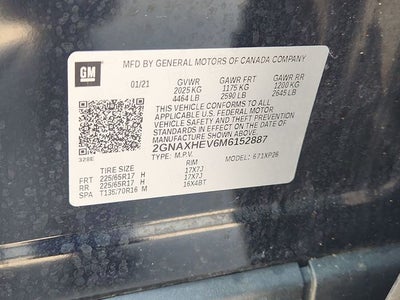 GM
MFD BY GENERAL MOTORS OF CANADA COMPANY
01/21 GVWR GAWR FRT GAWR RR
2025 KG 1175 KG 1200 KG
4464 LB 2590 LB 2645 LB
THIS VEHICLE CONFORMS TO ALL
APPLICABLE U.S. FEDERAL MOTOR
VEHICLE SAFETY AND THEFT
PREVENTION STANDARDS IN
EFFECT ON THE DATE OF
MANUFACTURE SHOWN ABOVE.
2GNAXHEV6M6152887
TYPE: M.P.V. MODEL: 671XP26
TIRE SIZE RIM
FRT 225/65R17 H 17X7J
RR 225/65R17 H 17X7J
SPA T135/70R16 M 16X4BT